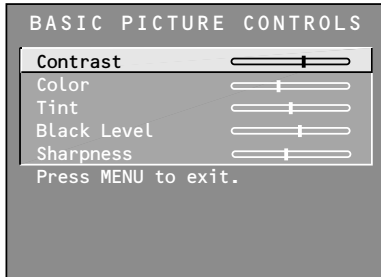 BASIC PICTURE CONTROLS
Contrast
Color
Tint
Black Level
Sharpness
Press MENU to exit.